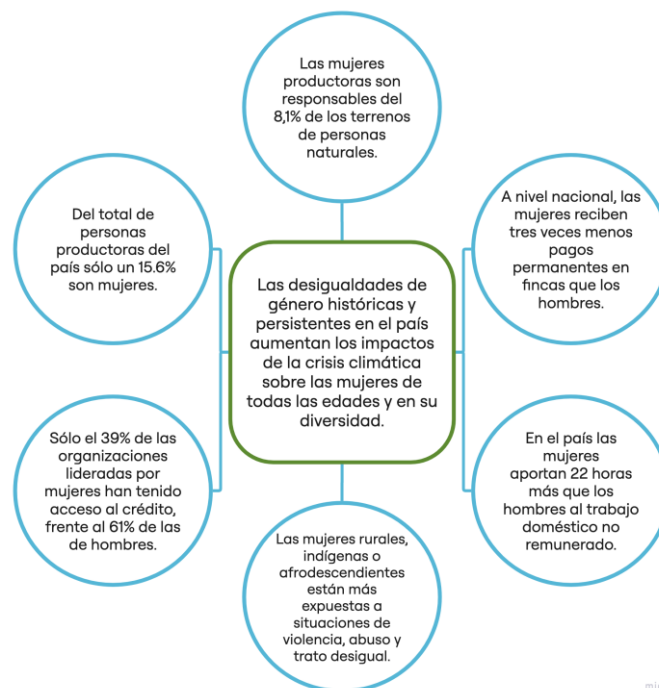 Las mujeres
productoras son
responsables del
8,1% de los terrenos
de personas
naturales.
Del total de
personas
productoras del
país sólo un 15.6%
son mujeres.
A nivel nacional, las
mujeres reciben
tres veces menos
pagos
permanentes en
fincas que los
hombres.
Las desigualdades de
género históricas y
persistentes en el país
aumentan los impactos
de la crisis climática
sobre las mujeres de
todas las edades y en su
diversidad.
Sólo el 39% de las
organizaciones
lideradas por
mujeres han tenido
acceso al crédito,
frente al 61% de las
de hombres.
En el país las
mujeres
aportan 22 horas
más que los
hombres al trabajo
doméstico no
remunerado.
Las mujeres rurales,
indígenas o
afrodescendientes
están más
expuestas a
situaciones de
violencia, abuso y
trato desigual.